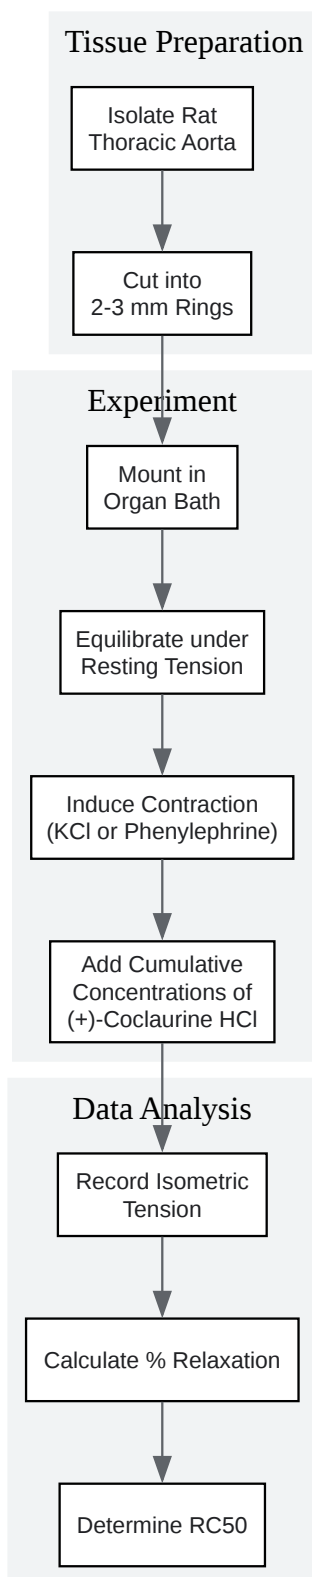 Tissue Preparation
Isolate Rat
Thoracic Aorta
Cut into
2-3 mm Rings
Experiment
Mount in
Organ Bath
Equilibrate under
Resting Tension
Induce Contraction
(KCl or Phenylephrine)
Add Cumulative
Concentrations of
(+)-Coclaurine HCl
Data Analysis
Record Isometric
Tension
Calculate % Relaxation
Determine RC50